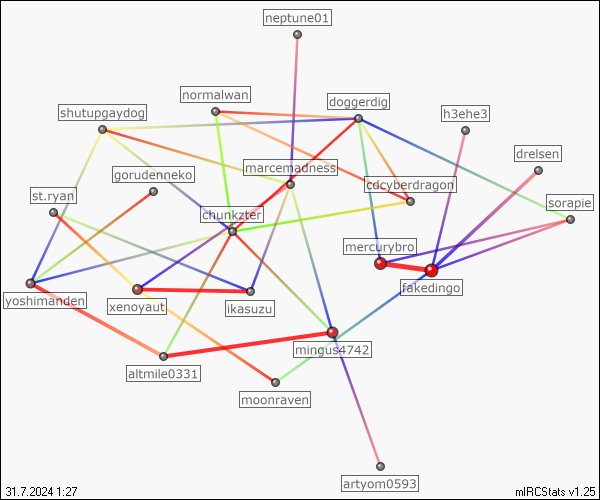 neptune01
normalwan
doggerdig
shutupgaydog
h3ehe3
drelsen
marcemadness
gorudenneko
cdcyberdragon
st.ryan
sorapie
chunkzter
mercurybro
fakedingo
yoshimanden
xenoyaut
ikasuzu
mingus4742
altmile0331
moonraven
artyom0593
31.7.2024 1:27
mIRCStats v1.25